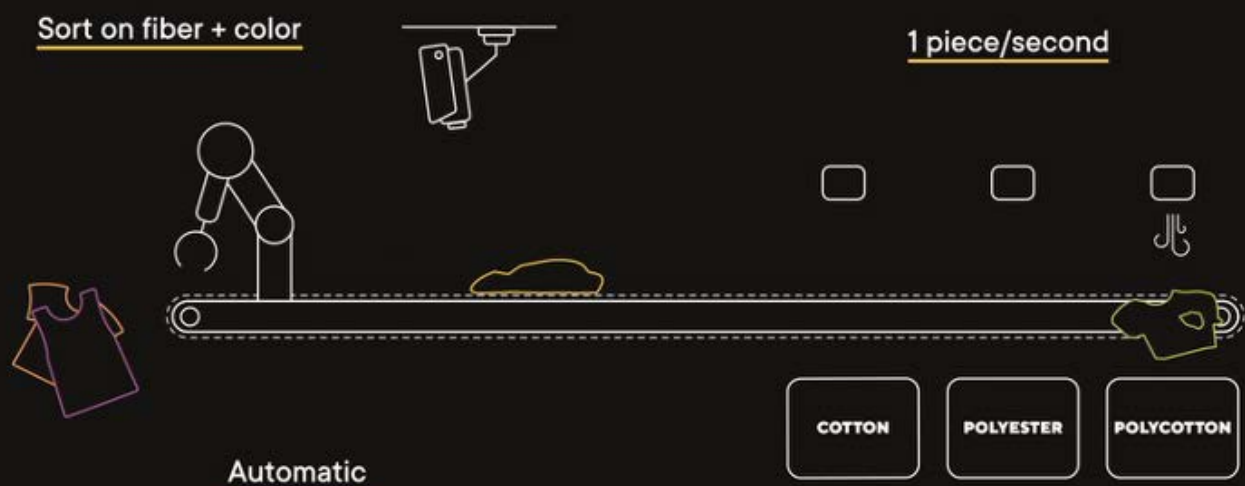 Sort on fiber + color
1 piece/second
COTTON
POLYESTER
POLYCOTTON
Automatic